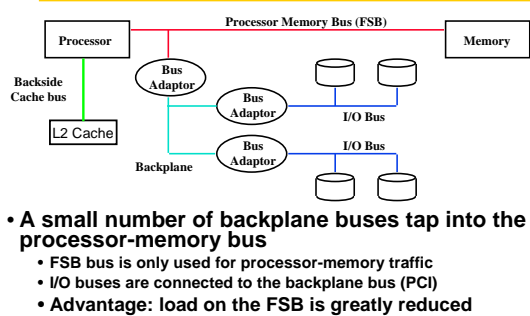 Processor Memory Bus (FSB)
Processor
Memory
Backside
Cache bus
Bus
Adaptor
Bus
Adaptor
I/O Bus
L2 Cache
Bus
Adaptor
I/O Bus
Backplane
• A small number of backplane buses tap into the
processor-memory bus
• FSB bus is only used for processor-memory traffic
• I/O buses are connected to the backplane bus (PCI)
• Advantage: load on the FSB is greatly reduced